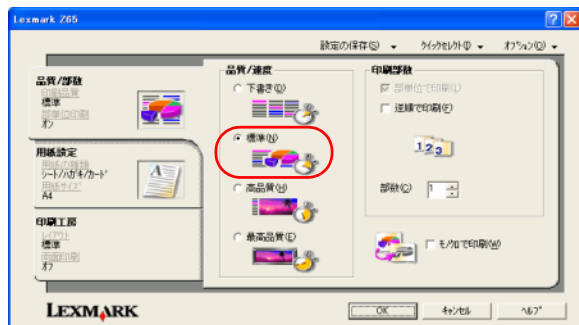 Lexmark Z65
設定の保存(S) クイックセレクト(I) オプション(O)
品質/部数
印刷品質
標準
部単位印刷
オン
用紙設定
用紙の種類
シート/ハガキ/カード
用紙サイズ
A4
印刷工房
レイアウト
標準
両面印刷
オフ
品質/速度
下書き(D)
標準(N)
高品質(H)
最高品質(E)
印刷部数
部単位で印刷(L)
逆順で印刷(F)
1 2 3
部数(C) 1
モノクロで印刷(W)
LEXMARK
OK キャンセル ヘルプ